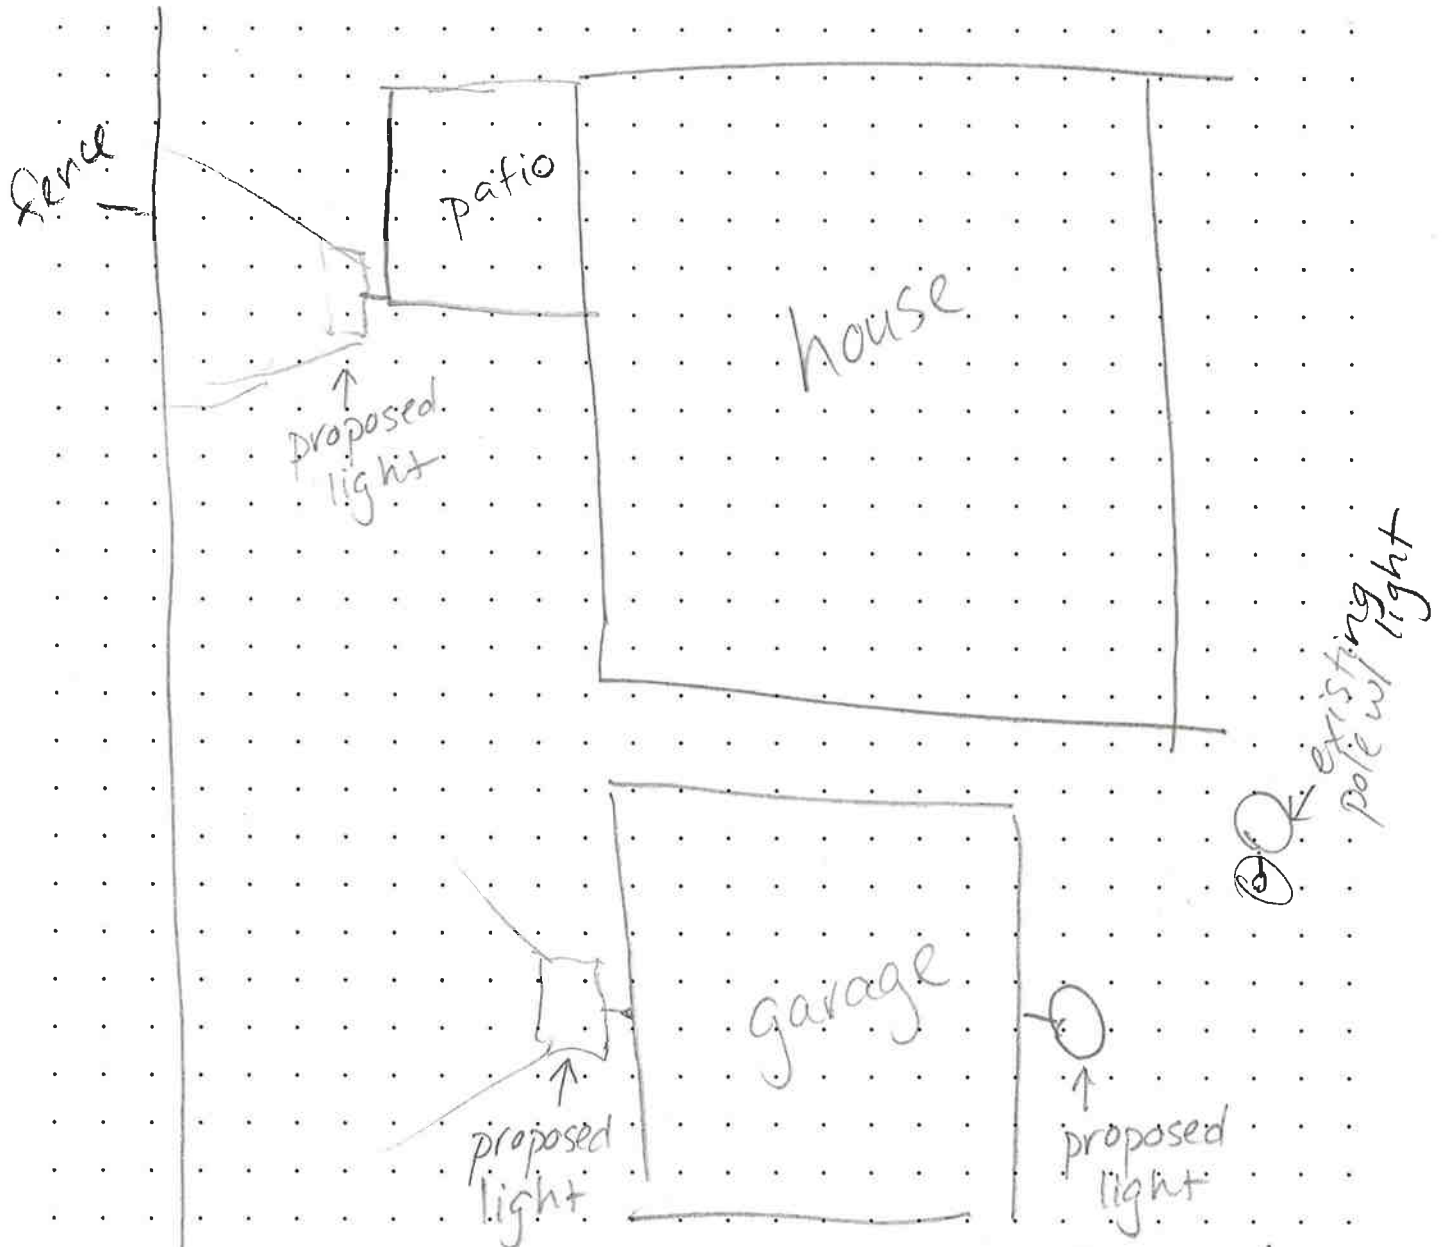 fence
patio
house
proposed
light
existing
pole w/ light
garage
proposed
light
proposed
light